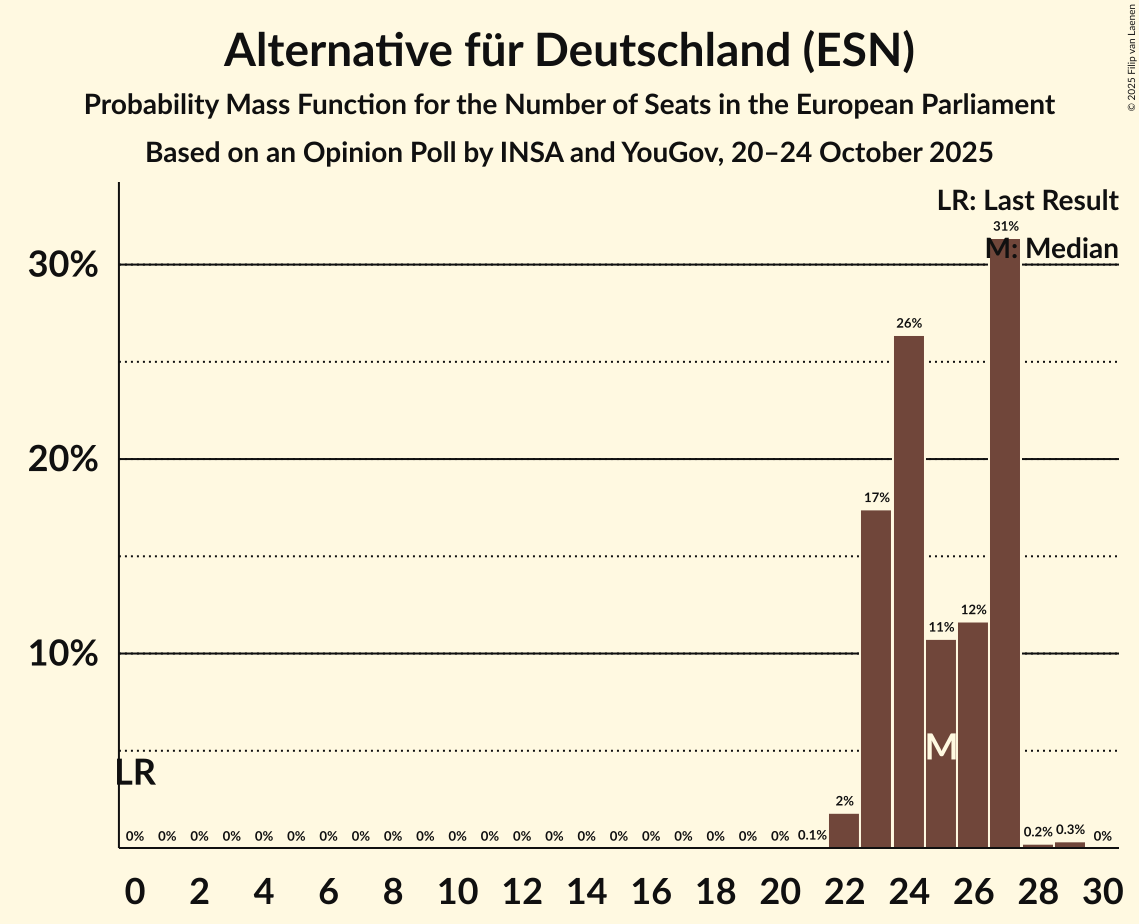 Alternative für Deutschland (ESN)
Probability Mass Function for the Number of Seats in the European Parliament
Based on an Opinion Poll by INSA and YouGov, 20–24 October 2025
© 2025 Filip van Laenen
LR: Last Result
M: Median
31%
30%
26%
20%
17%
12%
11%
10%
M
LR
2%
0% 0% 0% 0% 0% 0% 0% 0% 0% 0% 0% 0% 0% 0% 0% 0% 0% 0% 0% 0% 0% 0.1% 0.2% 0.3% 0%
0 2 4 6 8 10 12 14 16 18 20 22 24 26 28 30